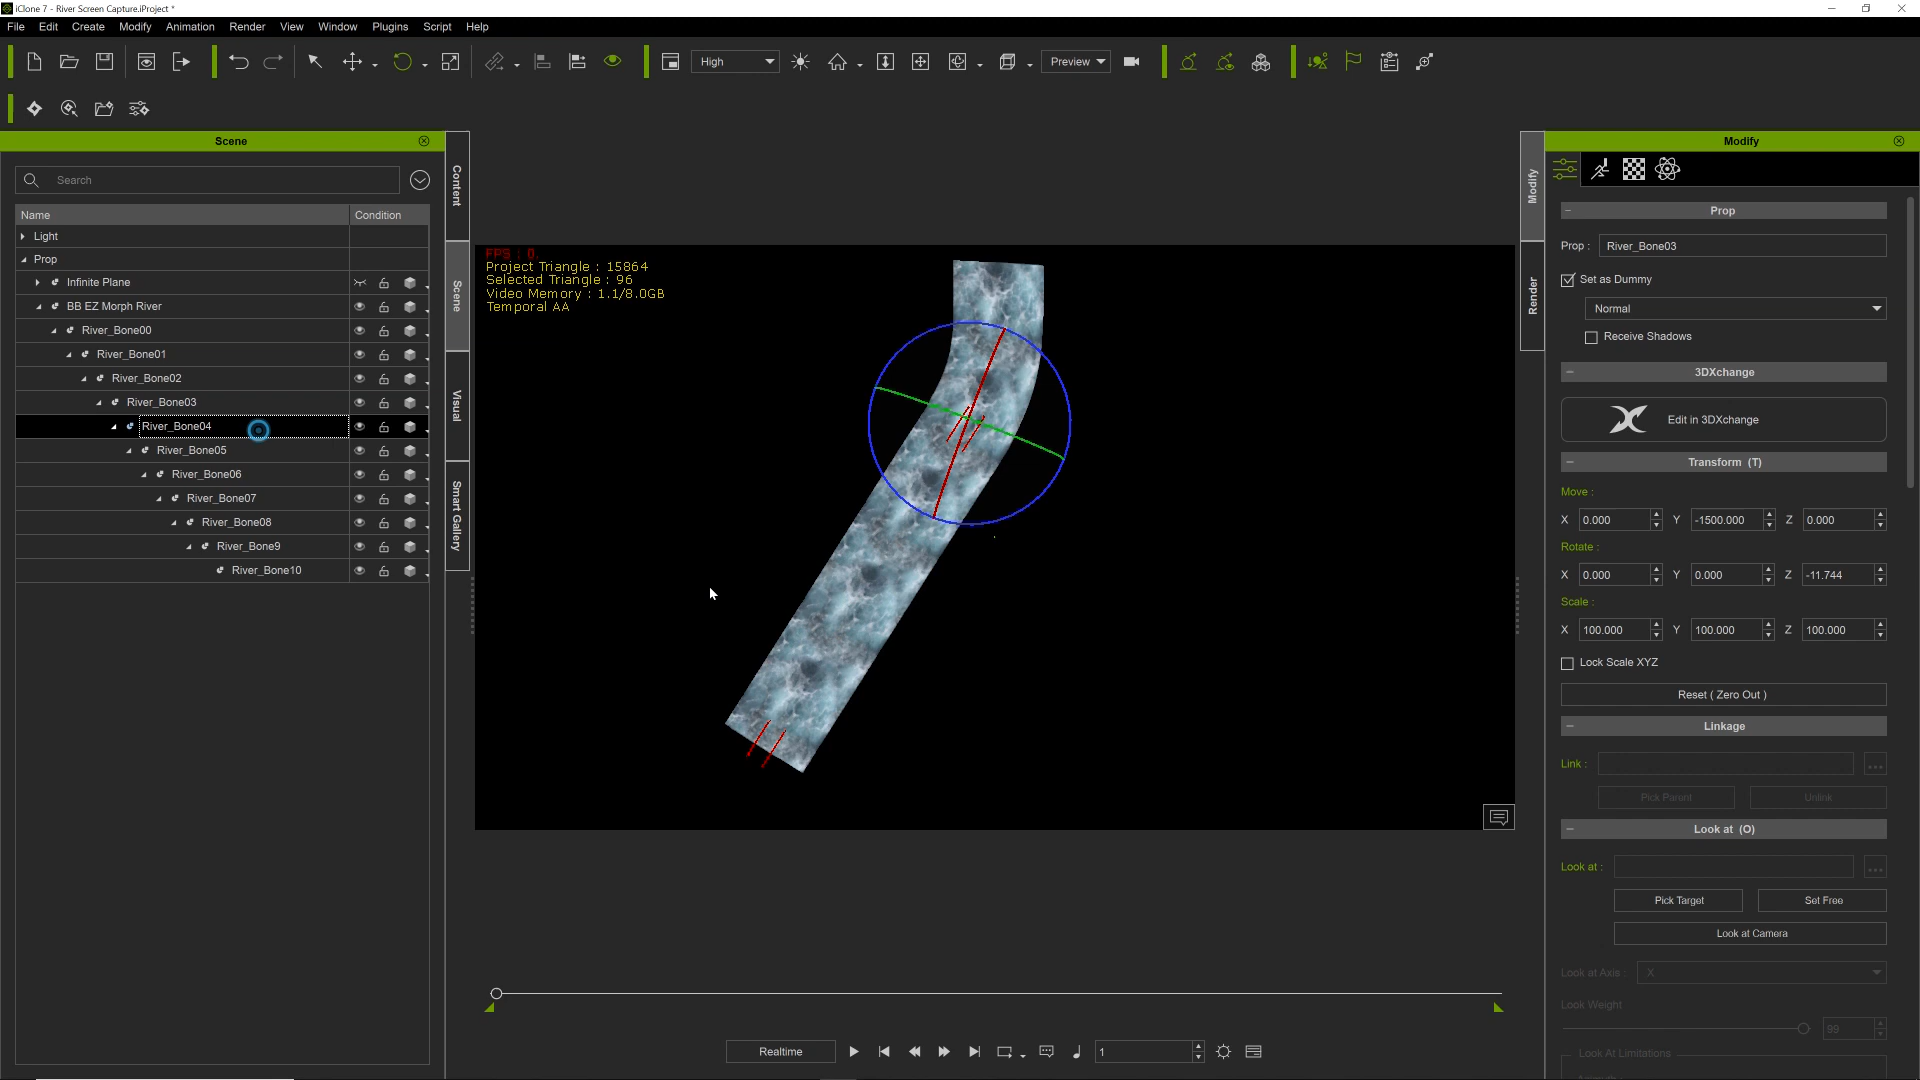 iClone 7 - River Screen Capture.iProject *
File Edit Create Modify Animation Render View Window Plugins Script Help
High
Preview
Scene
Search
Name Condition
Light
Prop
Infinite Plane
BB EZ Morph River
River_Bone00
River_Bone01
River_Bone02
River_Bone03
River_Bone04
River_Bone05
River_Bone06
River_Bone07
River_Bone08
River_Bone9
River_Bone10
Content
Scene
Visual
Smart Gallery
FPS : 0.
Project Triangle : 15864
Selected Triangle : 96
Video Memory : 1.1/8.0GB
Temporal AA
Realtime
1
Modify
Render
Modify
Prop
Prop : River_Bone03
Set as Dummy
Normal
Receive Shadows
3DXchange
Edit in 3DXchange
Transform (T)
Move :
X 0.000 Y -1500.000 Z 0.000
Rotate :
X 0.000 Y 0.000 Z -11.744
Scale :
X 100.000 Y 100.000 Z 100.000
Lock Scale XYZ
Reset ( Zero Out )
Linkage
Link :
...
Pick Parent Unlink
Look at (O)
Look at :
...
Pick Target Set Free
Look at Camera
Look at Axis : X
Look Weight
99
Look At Limitations